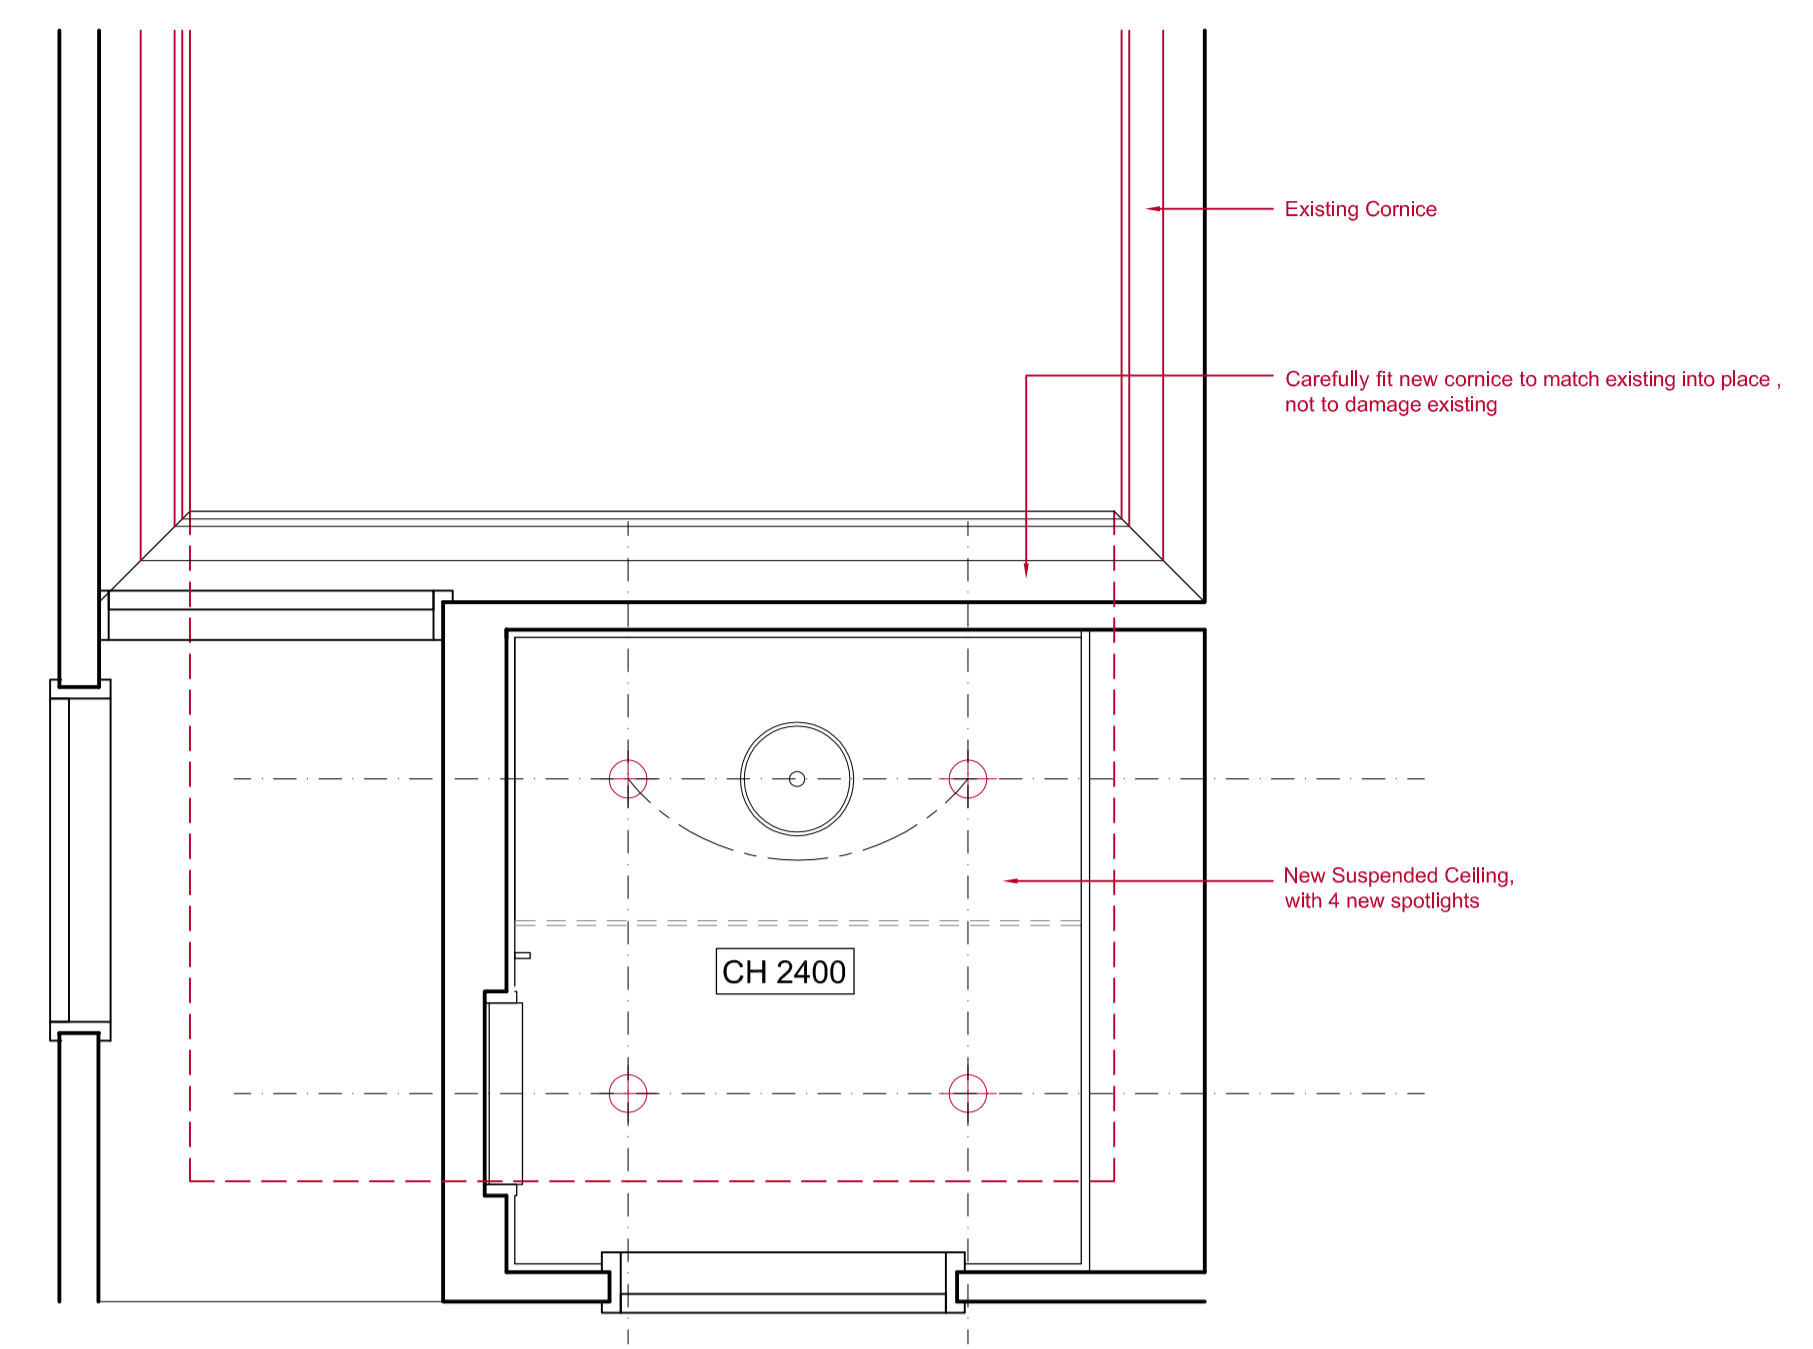 Existing Cornice
Carefully fit new cornice to match existing into place ,
not to damage existing
New Suspended Ceiling,
with 4 new spotlights
CH 2400